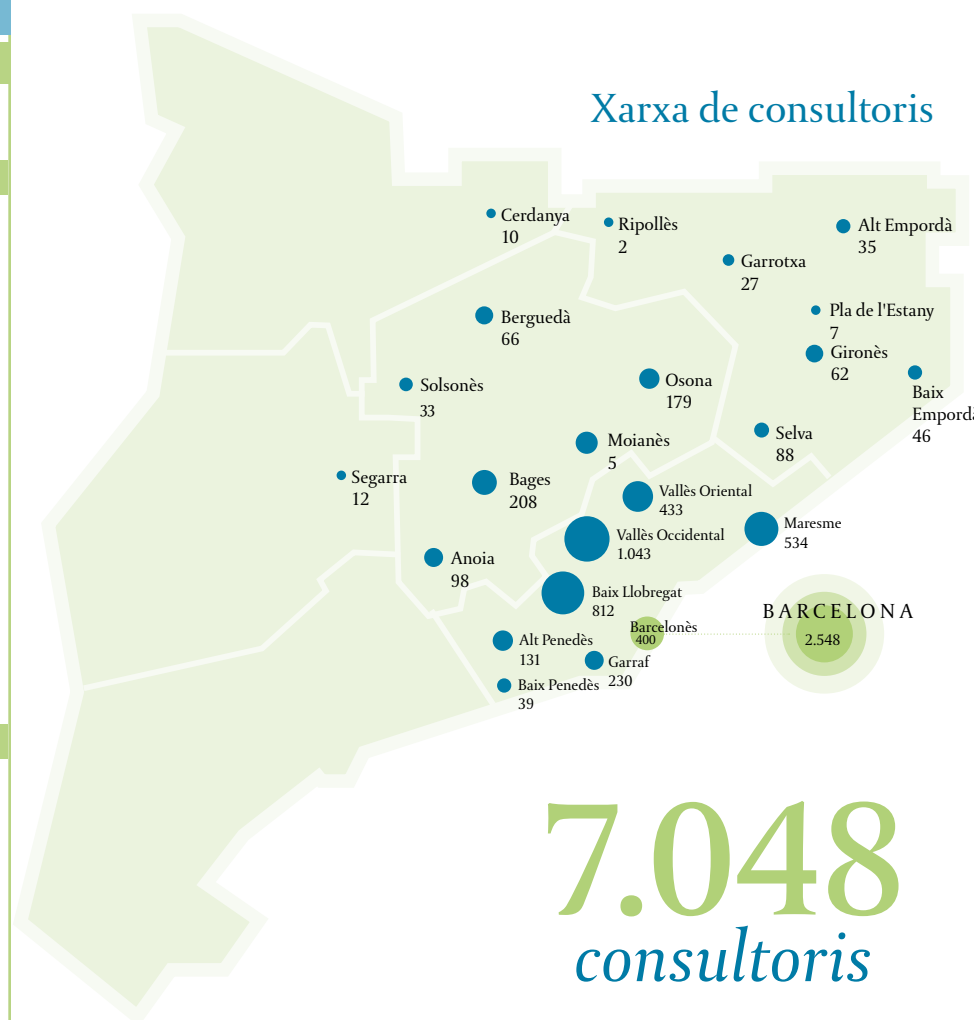 Xarxa de consultoris
Cerdanya
10
Ripollès
2
Alt Empordà
35
Garrotxa
27
Berguedà
66
Pla de l'Estany
7
Gironès
62
Solsonès
33
Osona
179
Baix
Empordà
46
Moianès
5
Selva
88
Segarra
12
Bages
208
Vallès Oriental
433
Vallès Occidental
1.043
Maresme
534
Anoia
98
Baix Llobregat
812
BARCELONA
2.548
Barcelonès
400
Alt Penedès
131
Garraf
230
Baix Penedès
39
7.048
consultoris